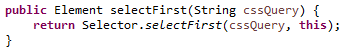 public Element selectFirst(String cssQuery) {
    return Selector.selectFirst(cssQuery, this);
}